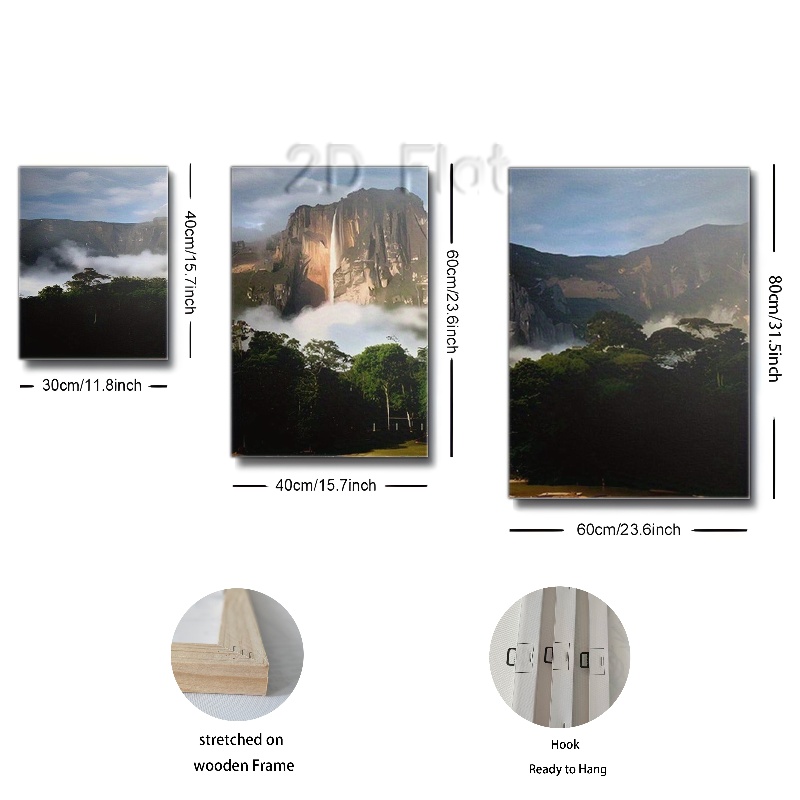 2D Flat
40cm/15.7inch
60cm/23.6inch
80cm/31.5inch
30cm/11.8inch
40cm/15.7inch
60cm/23.6inch
stretched on
wooden Frame
Hook
Ready to Hang